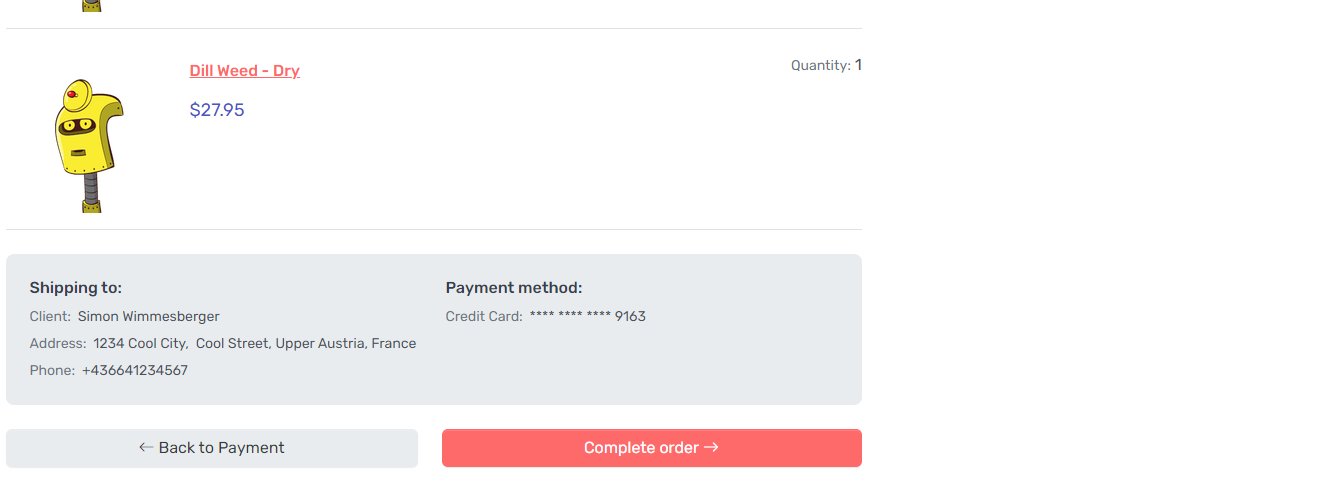 Dill Weed - Dry
Quantity: 1
$27.95
Shipping to:
Client: Simon Wimmesberger
Address: 1234 Cool City, Cool Street, Upper Austria, France
Phone: +436641234567
Payment method:
Credit Card: **** **** **** 9163
← Back to Payment
Complete order →